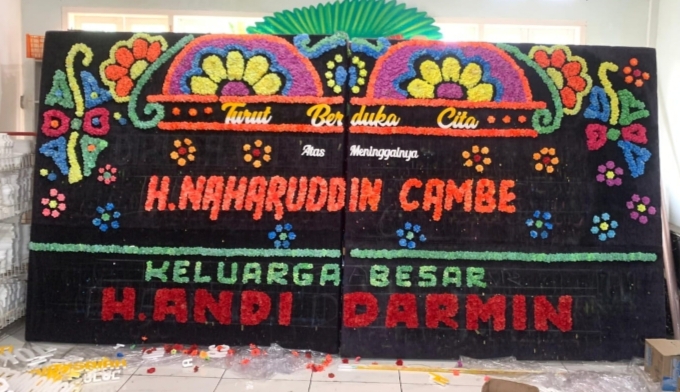 Turut Berduka Cita
Atas Meninggalnya
H.NAHARUDDIN CAMBE
KELUARGA BESAR
H.ANDI DARMIN